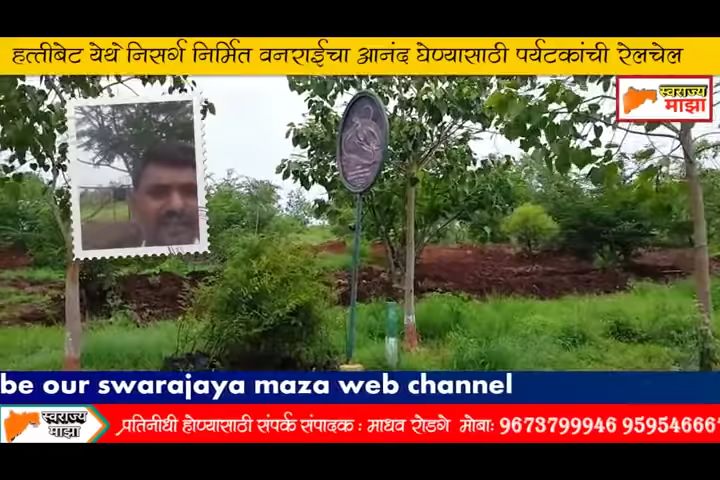 हत्तीबेट येथे निसर्ग निर्मित वनराईचा आनंद घेण्यासाठी पर्यटकांची रेलचेल
स्वराज्य
माझा
be our swarajaya maza web channel
स्वराज्य
माझा
प्रतिनीधी होण्यासाठी संपर्क संपादक : माधव रोडगे मोबा: 9673799946 95954666